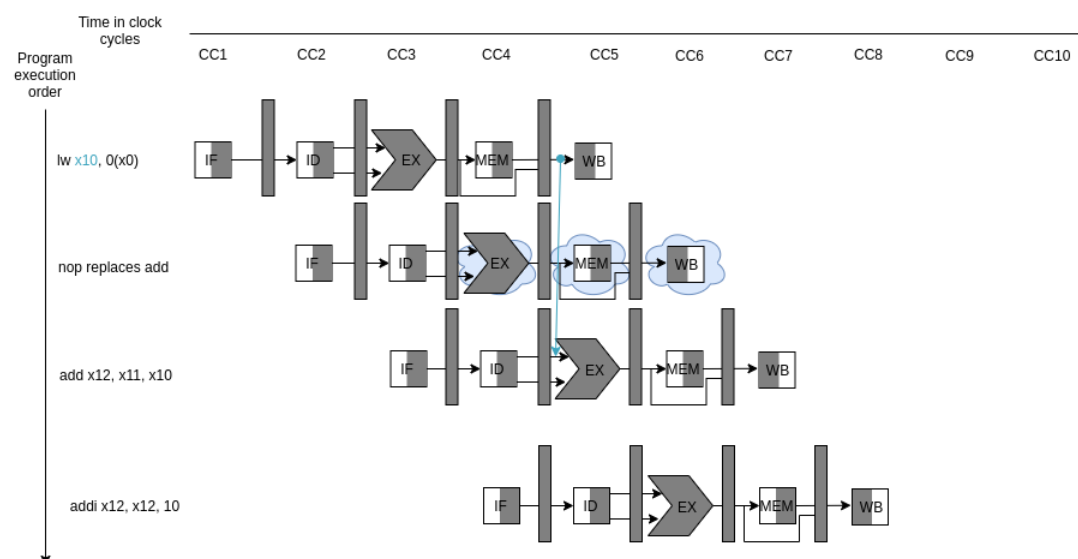 Time in clock
cycles
CC1 CC2 CC3 CC4 CC5 CC6 CC7 CC8 CC9 CC10
Program
execution
order
lw x10, 0(x0)
IF ID EX MEM WB
nop replaces add
IF ID EX MEM WB
add x12, x11, x10
IF ID EX MEM WB
addi x12, x12, 10
IF ID EX MEM WB